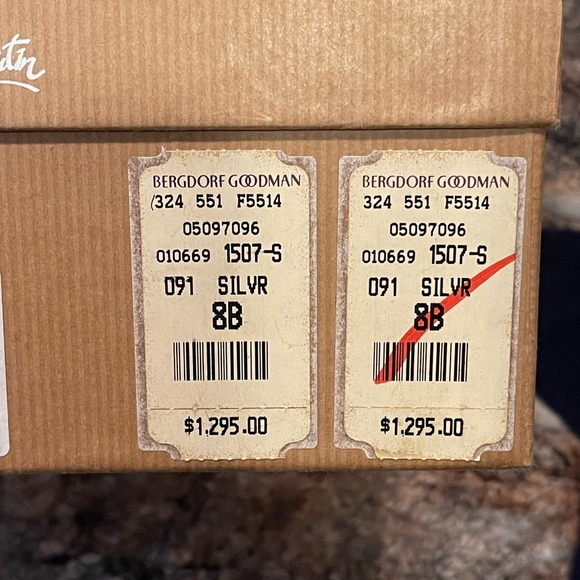 BERGDORF GOODMAN
324 551 F5514
05097096
010669 1507-S
091 SILVR
8B
$1,295.00
BERGDORF GOODMAN
324 551 F5514
05097096
010669 1507-S
091 SILVR
8B
$1,295.00